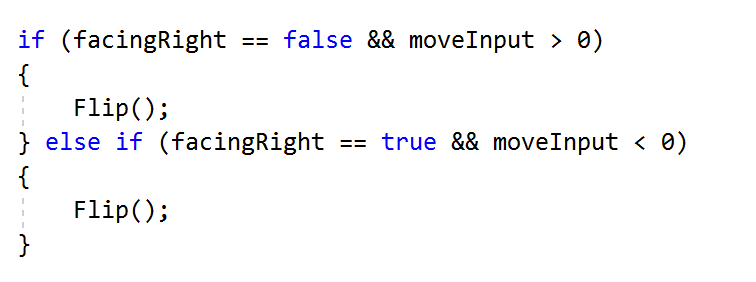 if (facingRight == false && moveInput > 0)
{
    Flip();
} else if (facingRight == true && moveInput < 0)
{
    Flip();
}